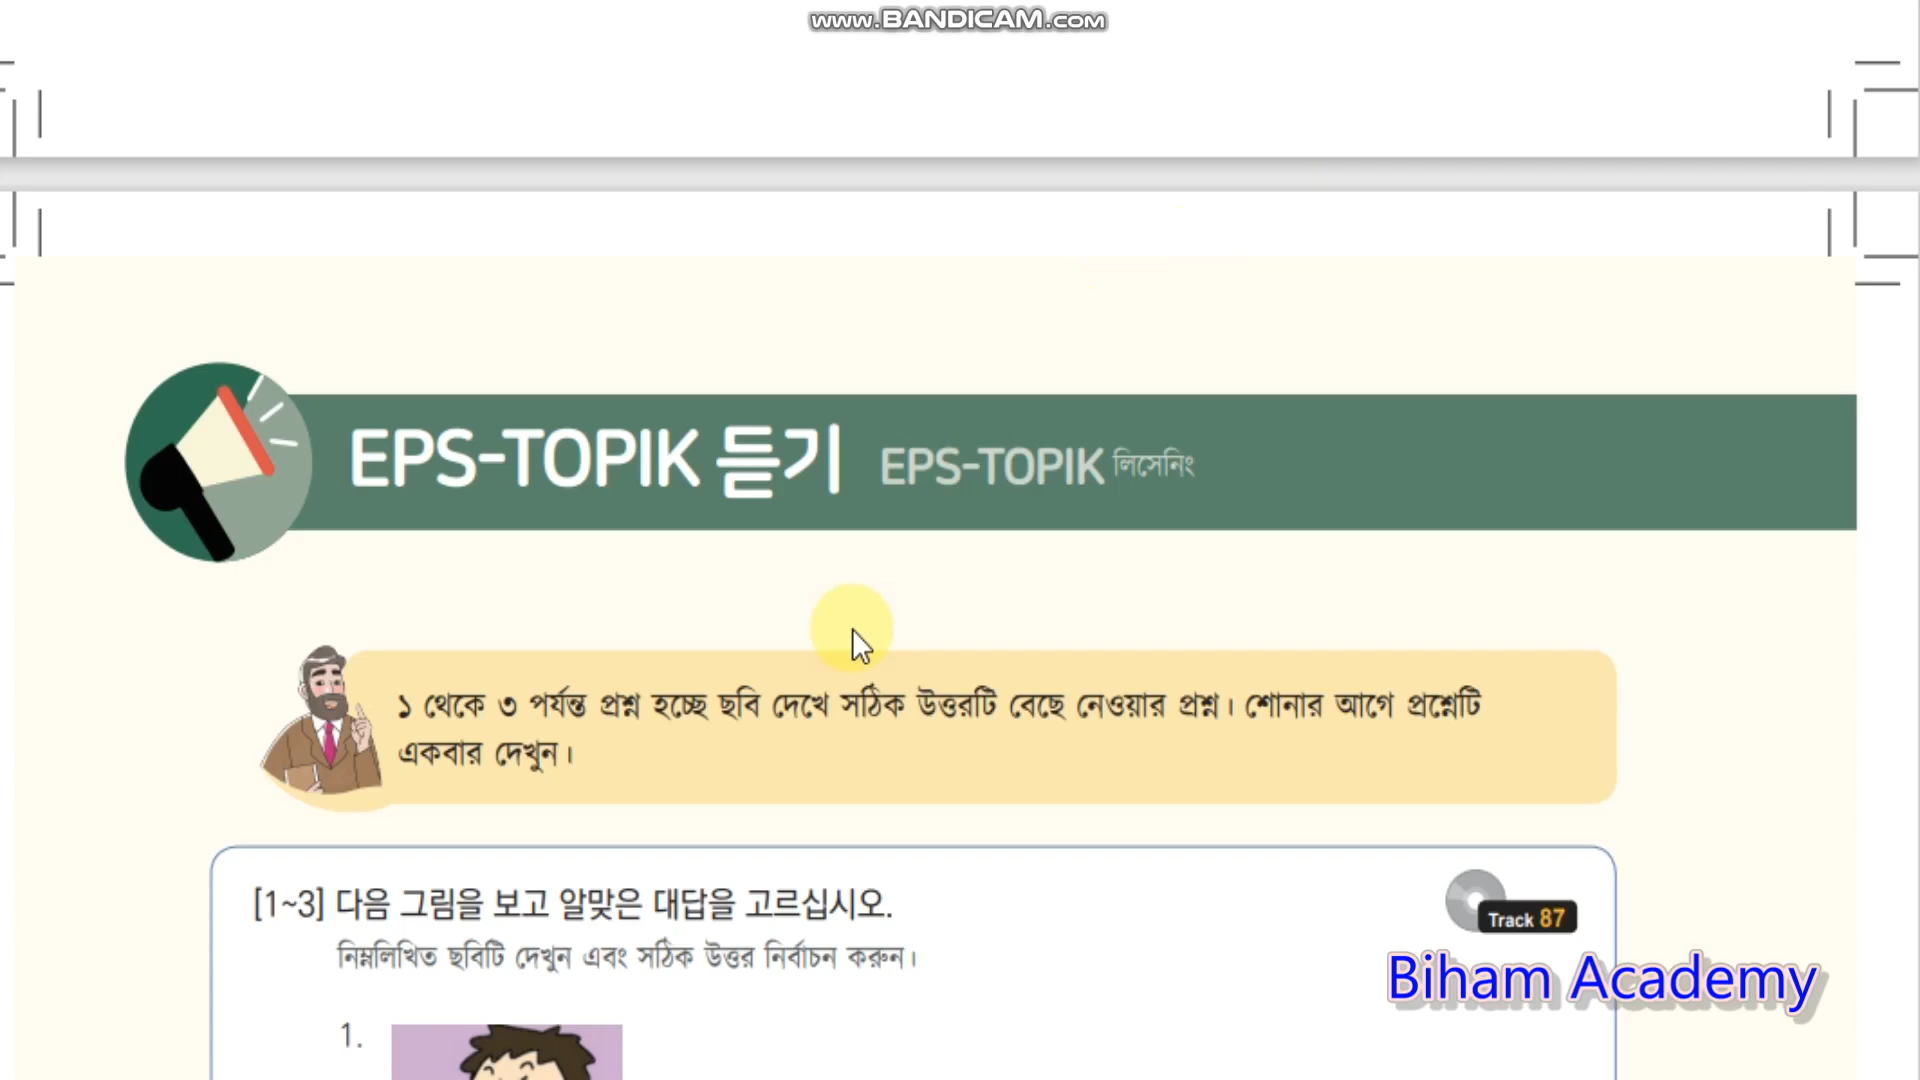 www.BANDICAM.com
EPS-TOPIK 듣기 EPS-TOPIK লিসেনিং
১ থেকে ৩ পর্যন্ত প্রশ্ন হচ্ছে ছবি দেখে সঠিক উত্তরটি বেছে নেওয়ার প্রশ্ন। শোনার আগে প্রশ্নেটি
একবার দেখুন।
[1~3] 다음 그림을 보고 알맞은 대답을 고르십시오.
Track 87
নিম্নলিখিত ছবিটি দেখুন এবং সঠিক উত্তর নির্বাচন করুন।
Biham Academy
1.